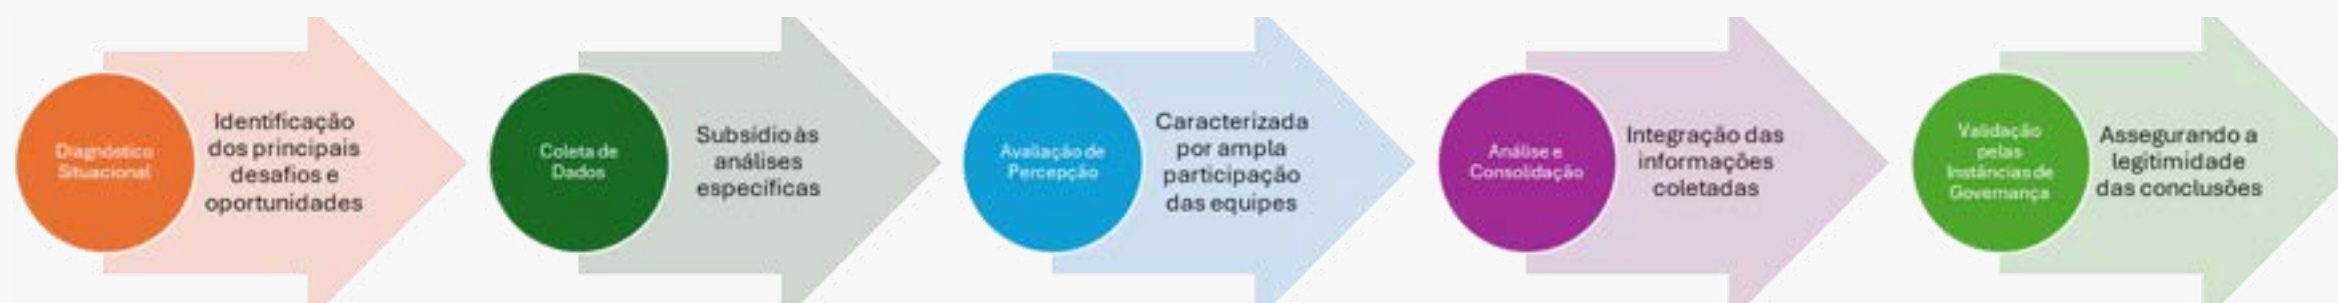 Diagnóstico
Situacional
Identificação
dos principais
desafios e
oportunidades
Coleta de
Dados
Subsídio às
análises
específicas
Avaliação de
Percepção
Caracterizada
por ampla
participação
das equipes
Análise e
Consolidação
Integração das
informações
coletadas
Validação
pelas
Instâncias de
Governança
Assegurando a
legitimidade
das conclusões